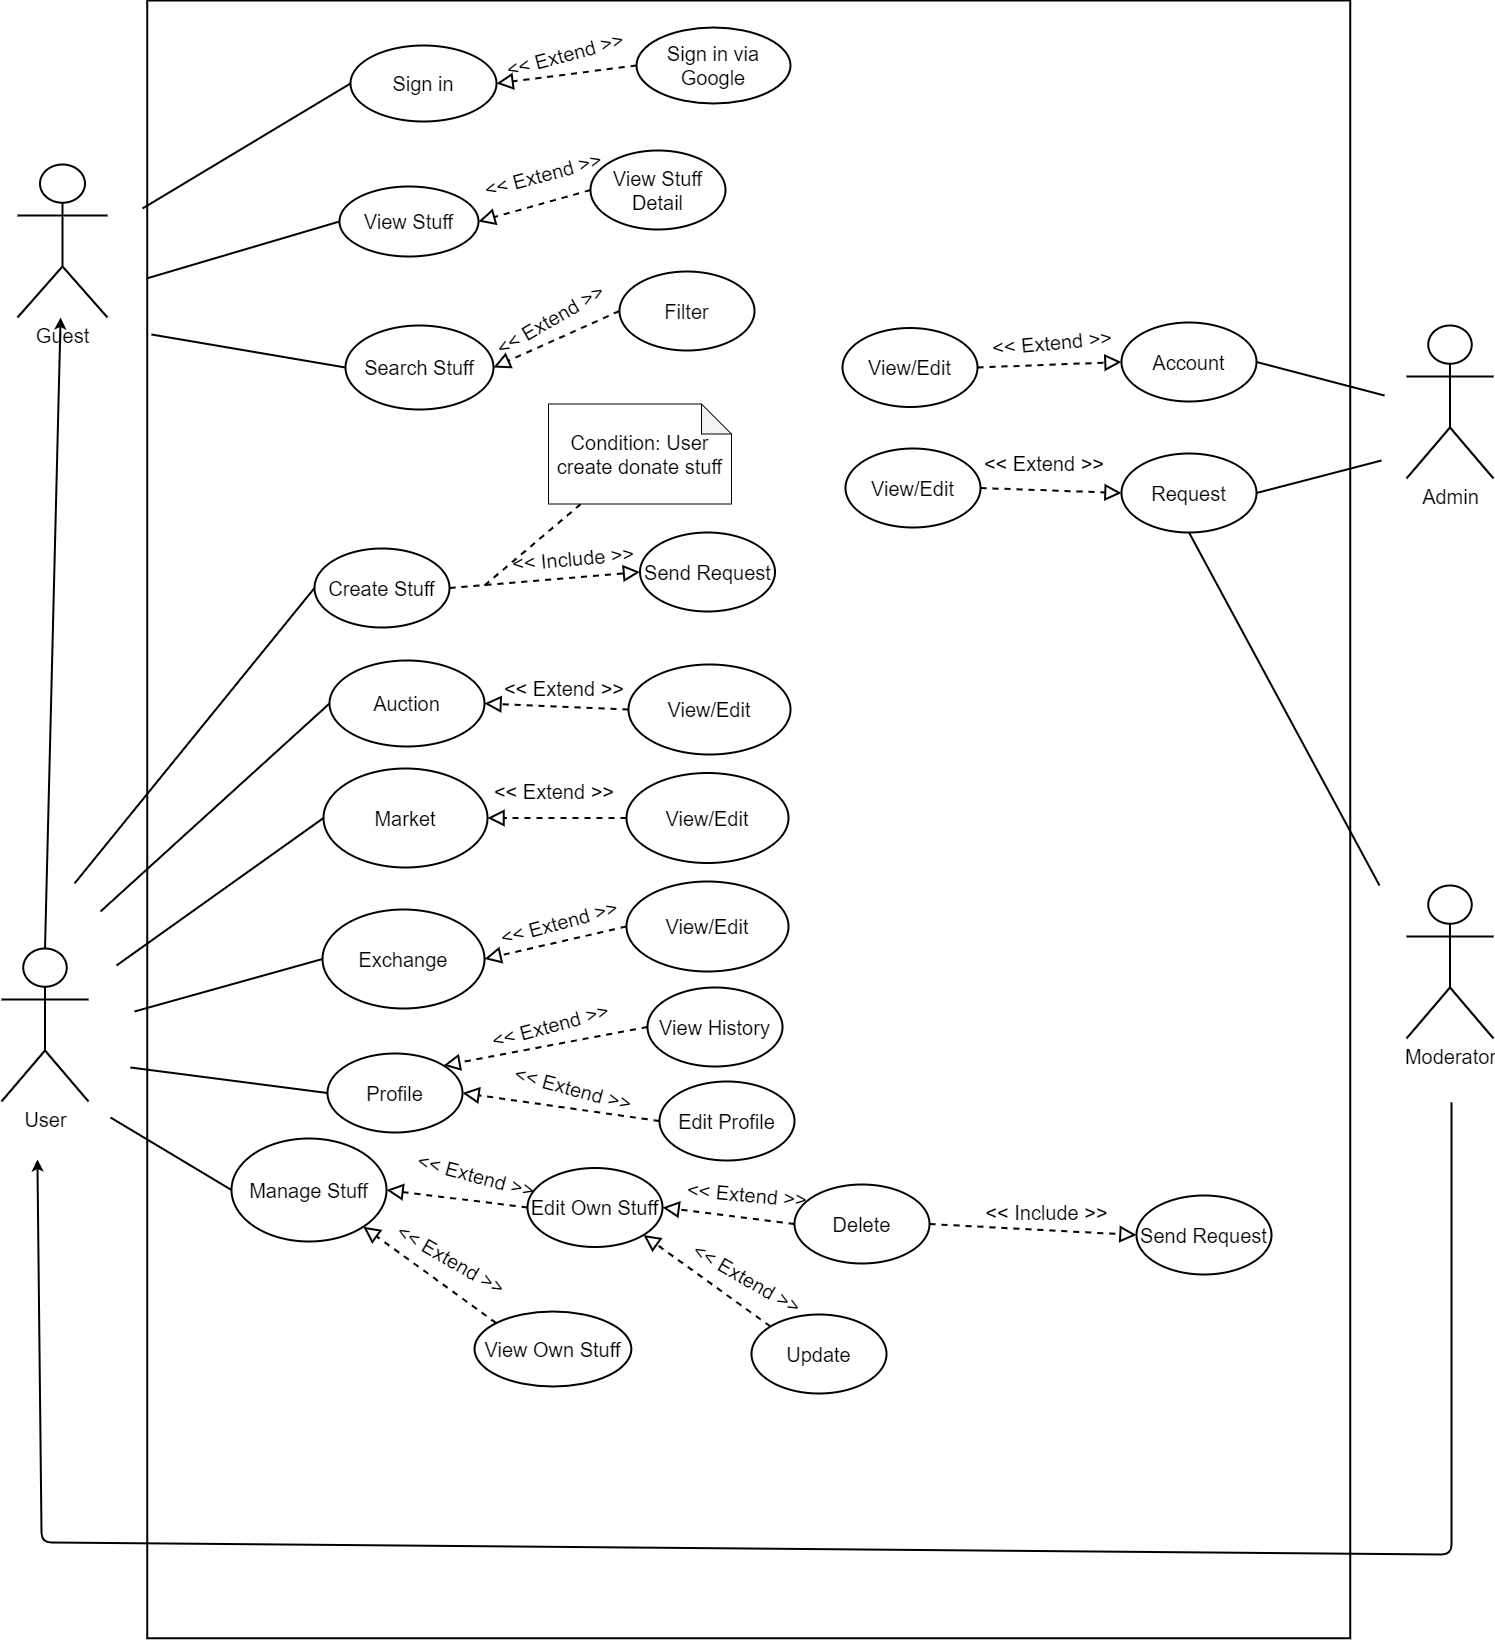 << Extend >>
Sign in via
Google
Sign in
<< Extend >>
View Stuff
Detail
View Stuff
Guest
<< Extend >>
Filter
Search Stuff
View/Edit
<< Extend >>
Account
Condition: User
create donate stuff
View/Edit
<< Extend >>
Request
Admin
Create Stuff
<< Include >>
Send Request
Auction
<< Extend >>
View/Edit
Market
<< Extend >>
View/Edit
Exchange
<< Extend >>
View/Edit
<< Extend >>
View History
Profile
<< Extend >>
Edit Profile
User
Moderator
Manage Stuff
<< Extend >>
Edit Own Stuff
<< Extend >>
Delete
<< Include >>
Send Request
<< Extend >>
View Own Stuff
<< Extend >>
Update